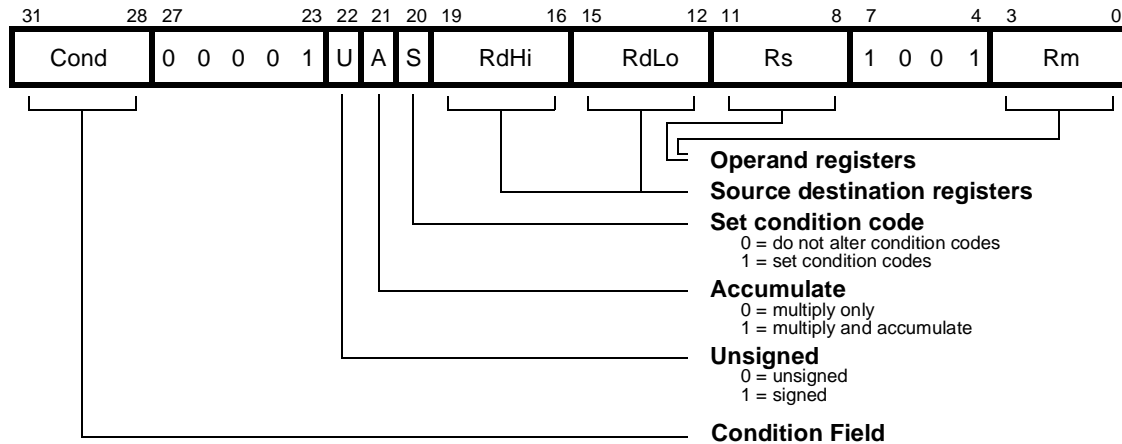 31 28 27 23 22 21 20 19 16 15 12 11 8 7 4 3 0
Cond 0 0 0 0 1 U A S RdHi RdLo Rs 1 0 0 1 Rm
Operand registers
Source destination registers
Set condition code
0 = do not alter condition codes
1 = set condition codes
Accumulate
0 = multiply only
1 = multiply and accumulate
Unsigned
0 = unsigned
1 = signed
Condition Field